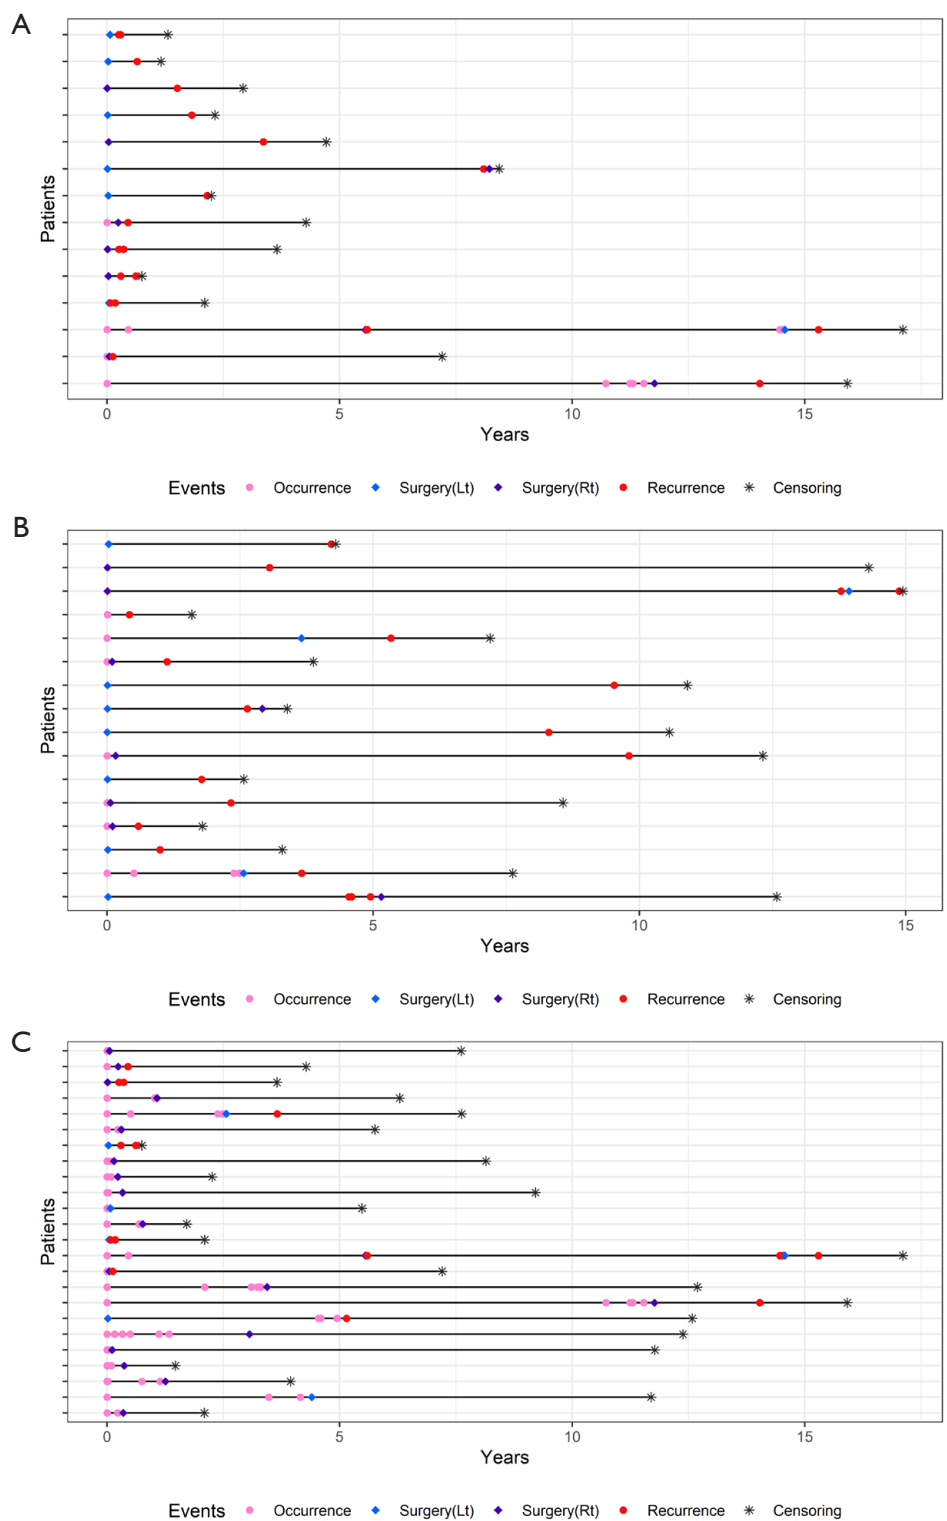 A
Patients
0 5 10 15
Years
Events Occurrence Surgery(Lt) Surgery(Rt) Recurrence Censoring
B
Patients
0 5 10 15
Years
Events Occurrence Surgery(Lt) Surgery(Rt) Recurrence Censoring
C
Patients
0 5 10 15
Years
Events Occurrence Surgery(Lt) Surgery(Rt) Recurrence Censoring